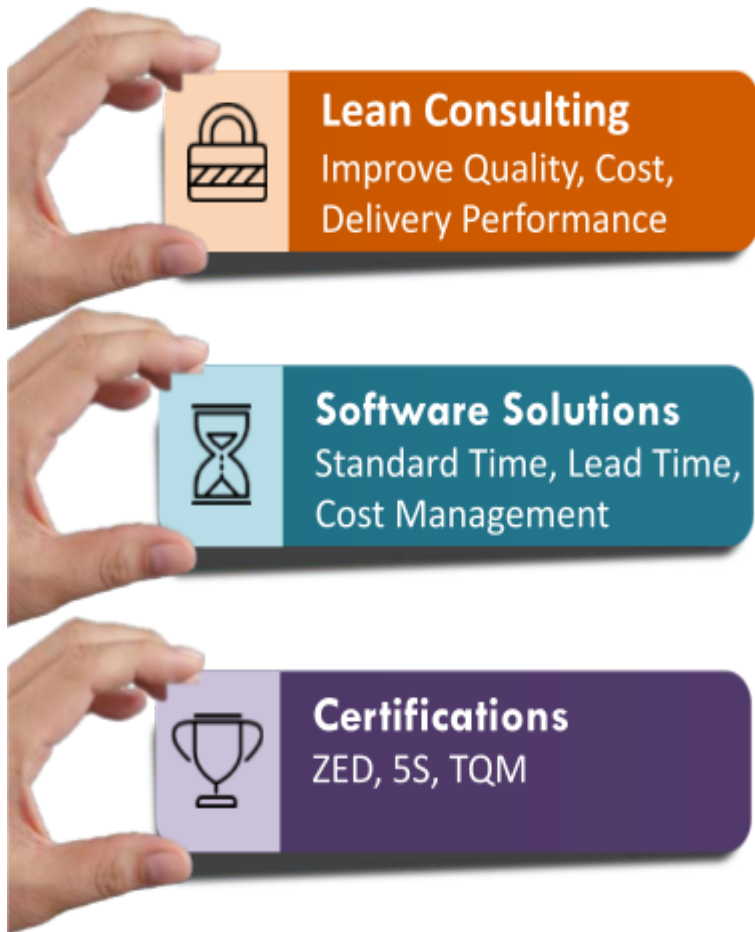 Lean Consulting
Improve Quality, Cost,
Delivery Performance
Software Solutions
Standard Time, Lead Time,
Cost Management
Certifications
ZED, 5S, TQM